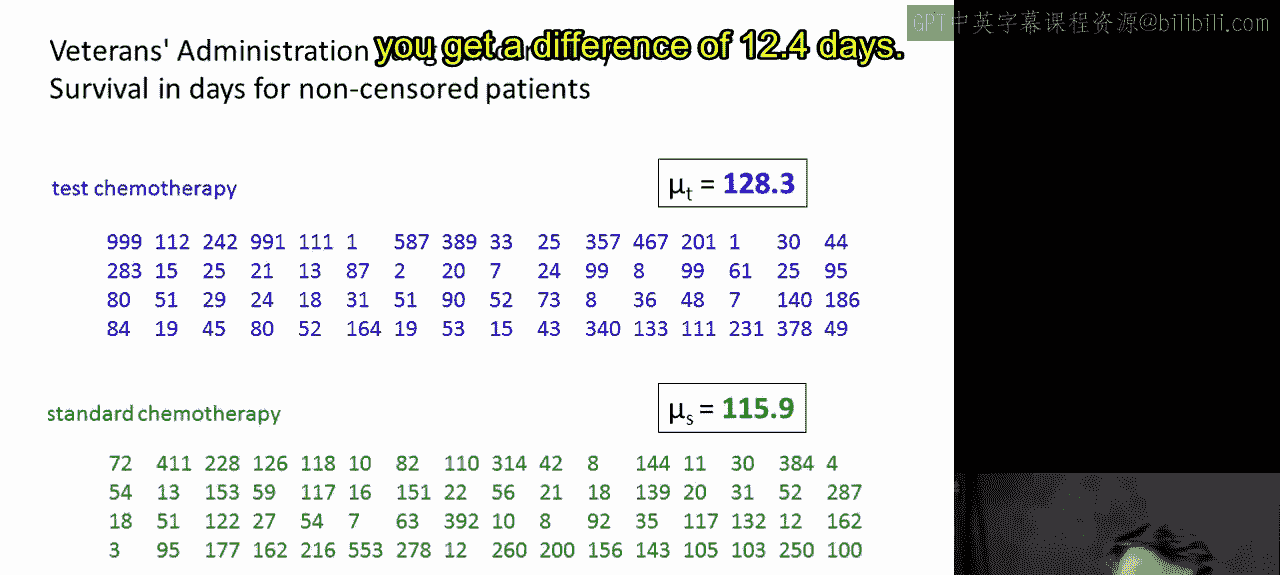 GPT中英字幕课程资源@bilibili.com
you get a difference of 12.4 days.
Veterans' Administration
Survival in days for non-censored patients
test chemotherapy
μt = 128.3
999 112 242 991 111 1 587 389 33 25 357 467 201 1 30 44
283 15 25 21 13 87 2 20 7 24 99 8 99 61 25 95
80 51 29 24 18 31 51 90 52 73 8 36 48 7 140 186
84 19 45 80 52 164 19 53 15 43 340 133 111 231 378 49
standard chemotherapy
μs = 115.9
72 411 228 126 118 10 82 110 314 42 8 144 11 30 384 4
54 13 153 59 117 16 151 22 56 21 18 139 20 31 52 287
18 51 122 27 54 7 63 392 10 8 92 35 117 132 12 162
3 95 177 162 216 553 278 12 260 200 156 143 105 103 250 100